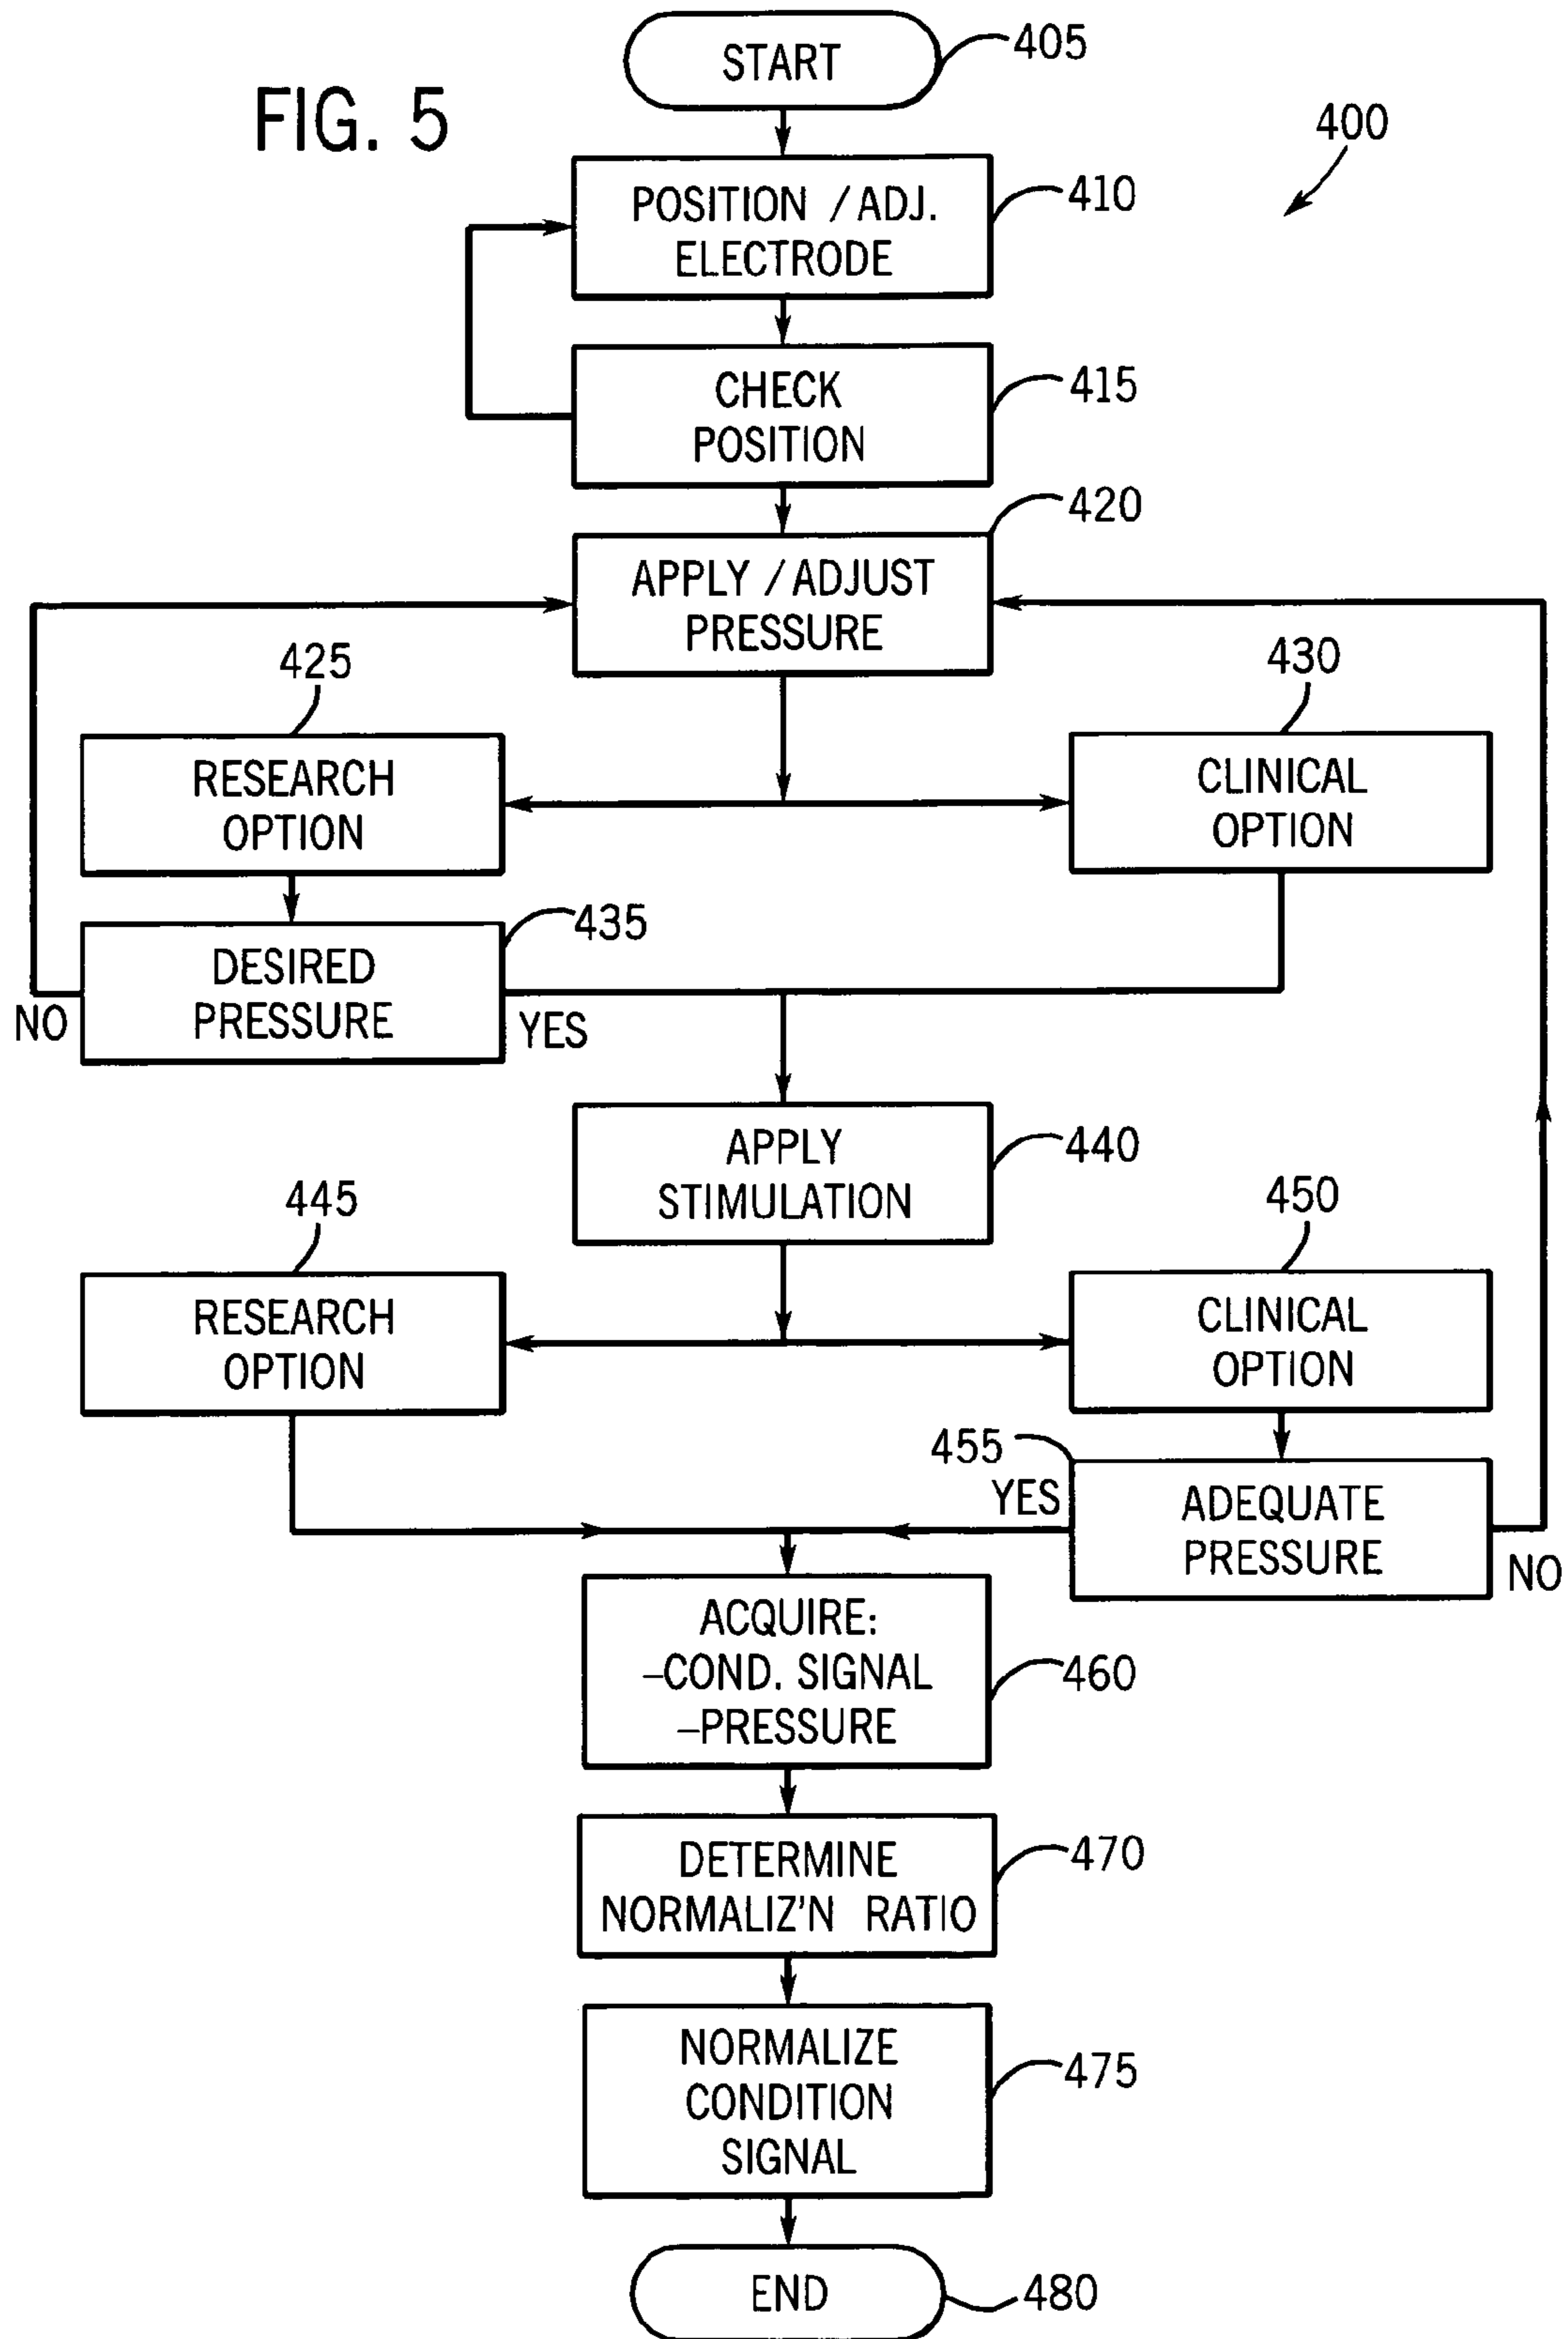 START
405
FIG. 5
400
POSITION / ADJ.
ELECTRODE
410
CHECK
POSITION
415
420
APPLY / ADJUST
PRESSURE
425
430
RESEARCH
OPTION
CLINICAL
OPTION
435
DESIRED
PRESSURE
NO
YES
APPLY
STIMULATION
440
445
450
RESEARCH
OPTION
CLINICAL
OPTION
455
YES
ADEQUATE
PRESSURE
NO
ACQUIRE:
–COND. SIGNAL
–PRESSURE
460
DETERMINE
NORMALIZ'N RATIO
470
NORMALIZE
CONDITION
SIGNAL
475
END
480